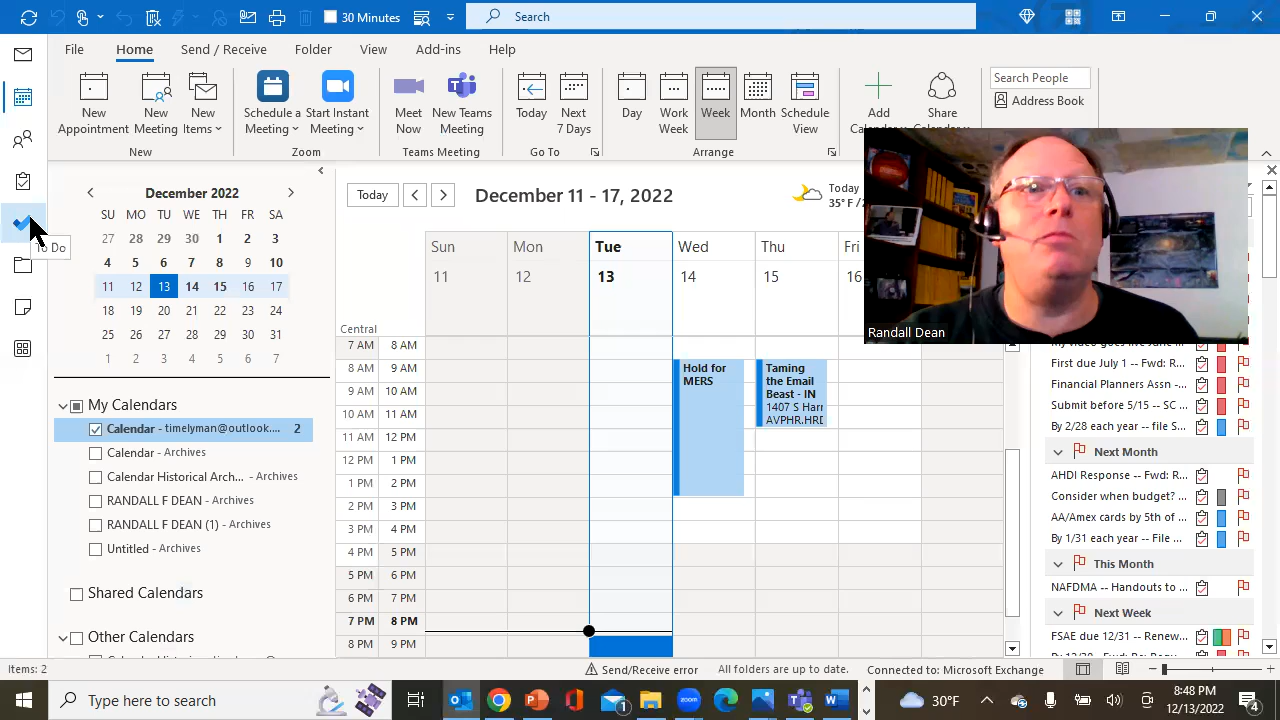 30 Minutes
Search
File Home Send / Receive Folder View Add-ins Help
New Appointment
New Meeting
New Items
Schedule a Meeting
Start Instant Meeting
Meet Now
New Teams Meeting
Today
Next 7 Days
Day
Work Week
Week
Month
Schedule View
Add
Share
Search People
Address Book
New
Zoom
Teams Meeting
Go To
Arrange
To Do
December 2022
SU MO TU WE TH FR SA
27 28 29 30 1 2 3
4 5 6 7 8 9 10
11 12 13 14 15 16 17
18 19 20 21 22 23 24
25 26 27 28 29 30 31
1 2 3 4 5 6 7
My Calendars
Calendar - timelyman@outlook.... 2
Calendar - Archives
Calendar Historical Arch... - Archives
RANDALL F DEAN - Archives
RANDALL F DEAN (1) - Archives
Untitled - Archives
Shared Calendars
Other Calendars
Today
December 11 - 17, 2022
Today
Sun Mon Tue Wed Thu Fri
11 12 13 14 15 16
Central
7 AM 8 AM
8 AM 9 AM
9 AM 10 AM
10 AM 11 AM
11 AM 12 PM
12 PM 1 PM
1 PM 2 PM
2 PM 3 PM
3 PM 4 PM
4 PM 5 PM
5 PM 6 PM
6 PM 7 PM
7 PM 8 PM
8 PM 9 PM
Hold for MERS
Taming the Email Beast - IN
1407 S Harr
AVPHR.HRD
Randall Dean
First due July 1 -- Fwd: R...
Financial Planners Assn -...
Submit before 5/15 -- SC ...
By 2/28 each year -- file S...
Next Month
AHDI Response -- Fwd: R...
Consider when budget? ...
AA/Amex cards by 5th of ...
By 1/31 each year -- File ...
This Month
NAFDMA -- Handouts to ...
Next Week
FSAE due 12/31 -- Renew...
Items: 2
Send/Receive error
All folders are up to date.
Connected to: Microsoft Exchange
100%
Type here to search
1
30°F
8:48 PM
12/13/2022
4